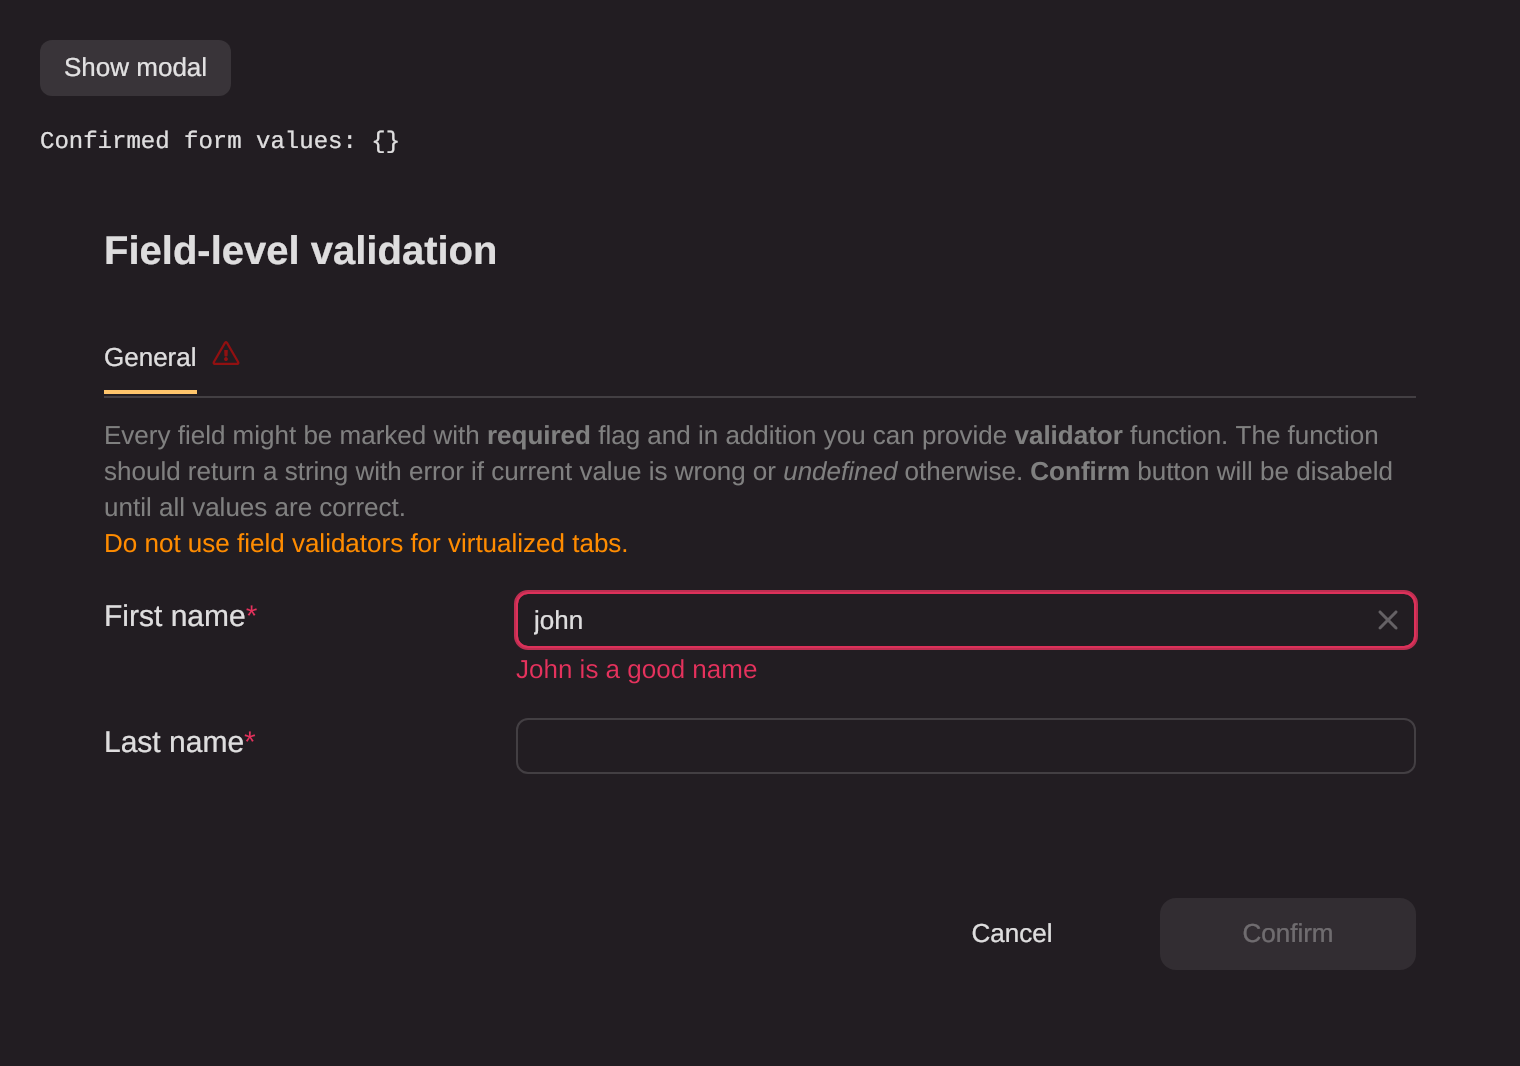 Show modal
Confirmed form values: {}
Field-level validation
General
Every field might be marked with required flag and in addition you can provide validator function. The function
should return a string with error if current value is wrong or undefined otherwise. Confirm button will be disabeld
until all values are correct.
Do not use field validators for virtualized tabs.
First name*
john
John is a good name
Last name*
Cancel
Confirm